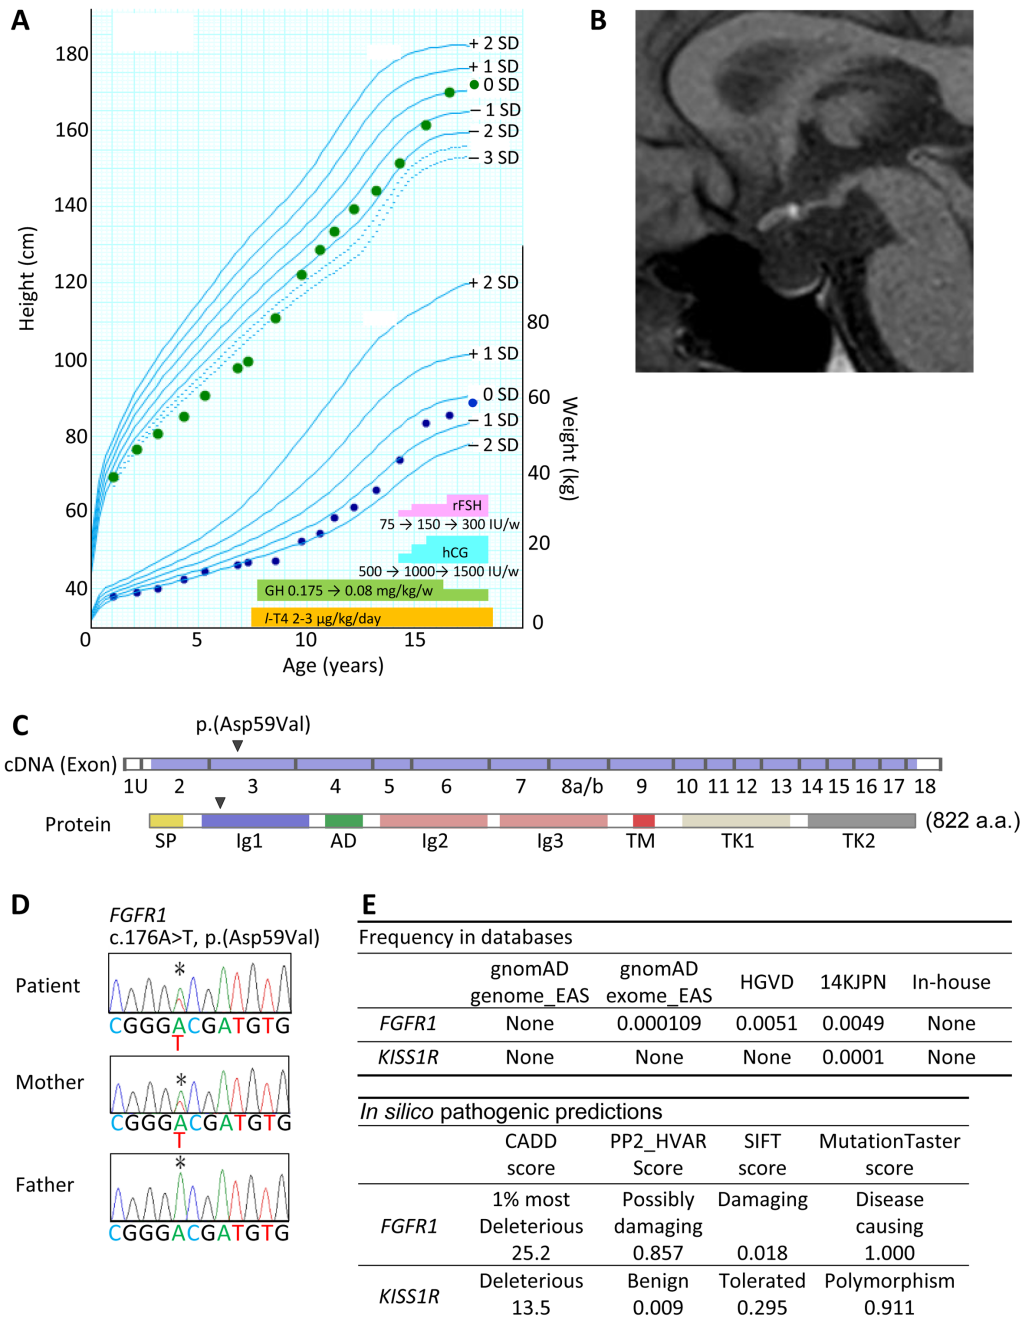 A
B
180
160
140
120
100
80
60
40
Height (cm)
+ 2 SD
+ 1 SD
0 SD
− 1 SD
− 2 SD
− 3 SD
+ 2 SD
+ 1 SD
0 SD
− 1 SD
− 2 SD
80
60
40
20
0
Weight (kg)
rFSH
75 → 150 → 300 IU/w
hCG
500 → 1000→ 1500 IU/w
GH 0.175 → 0.08 mg/kg/w
l-T4 2-3 µg/kg/day
0 5 10 15
Age (years)
C
p.(Asp59Val)
cDNA (Exon)
1U 2 3 4 5 6 7 8a/b 9 10 11 12 13 14 15 16 17 18
Protein
(822 a.a.)
SP Ig1 AD Ig2 Ig3 TM TK1 TK2
D
FGFR1
c.176A>T, p.(Asp59Val)
Patient
*
CGGGACGATGTG
T
Mother
*
CGGGACGATGTG
T
Father
*
CGGGACGATGTG
E
Frequency in databases
gnomAD genome_EAS gnomAD exome_EAS HGVD 14KJPN In-house
FGFR1 None 0.000109 0.0051 0.0049 None
KISS1R None None None 0.0001 None
In silico pathogenic predictions
CADD score PP2_HVAR Score SIFT score MutationTaster score
FGFR1 1% most Deleterious 25.2 Possibly damaging 0.857 Damaging 0.018 Disease causing 1.000
KISS1R Deleterious 13.5 Benign 0.009 Tolerated 0.295 Polymorphism 0.911